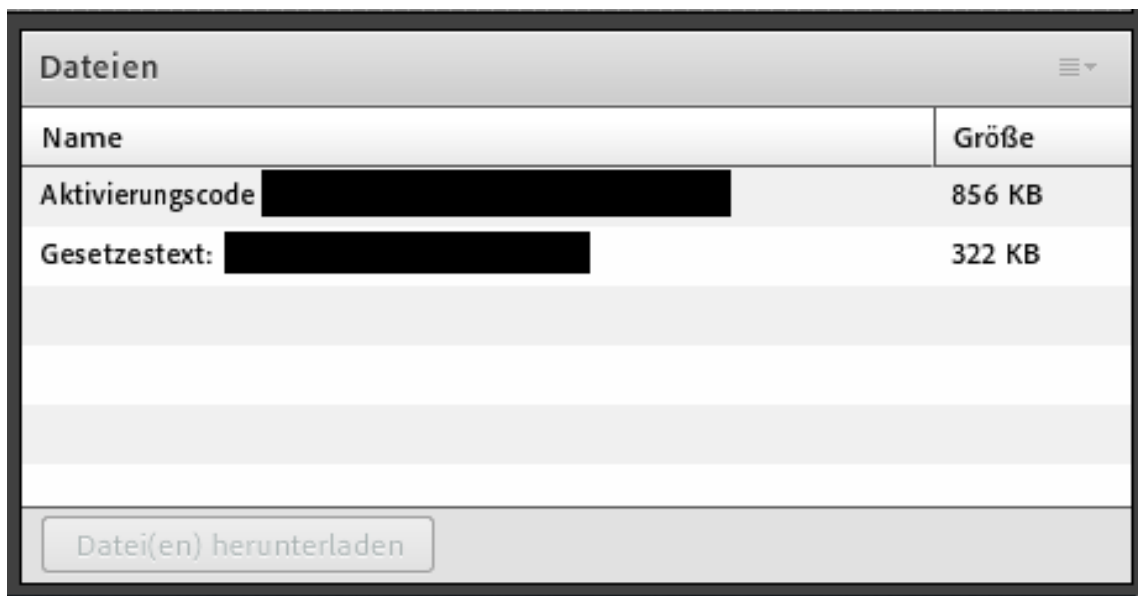 Dateien
Name Größe
Aktivierungscode 856 KB
Gesetzestext: 322 KB
Datei(en) herunterladen